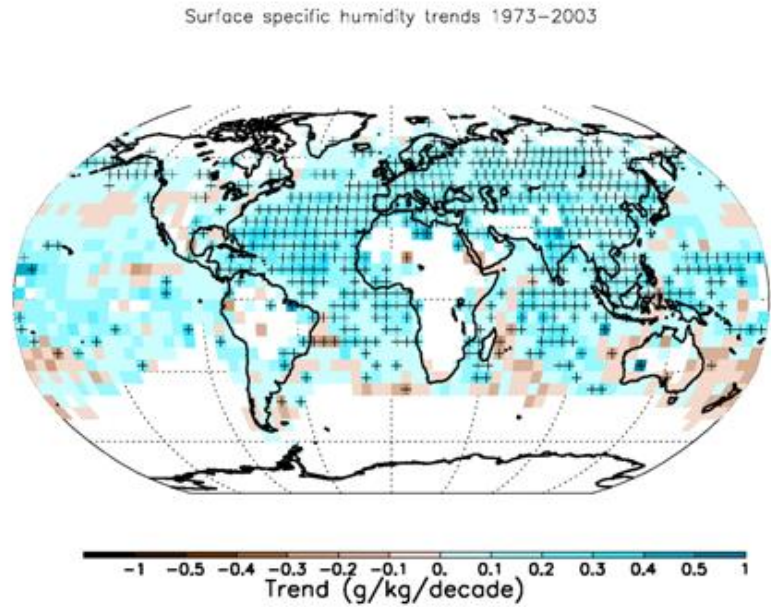 Surface specific humidity trends 1973–2003
−1 −0.5 −0.4 −0.3 −0.2 −0.1 0. 0.1 0.2 0.3 0.4 0.5 1
Trend (g/kg/decade)